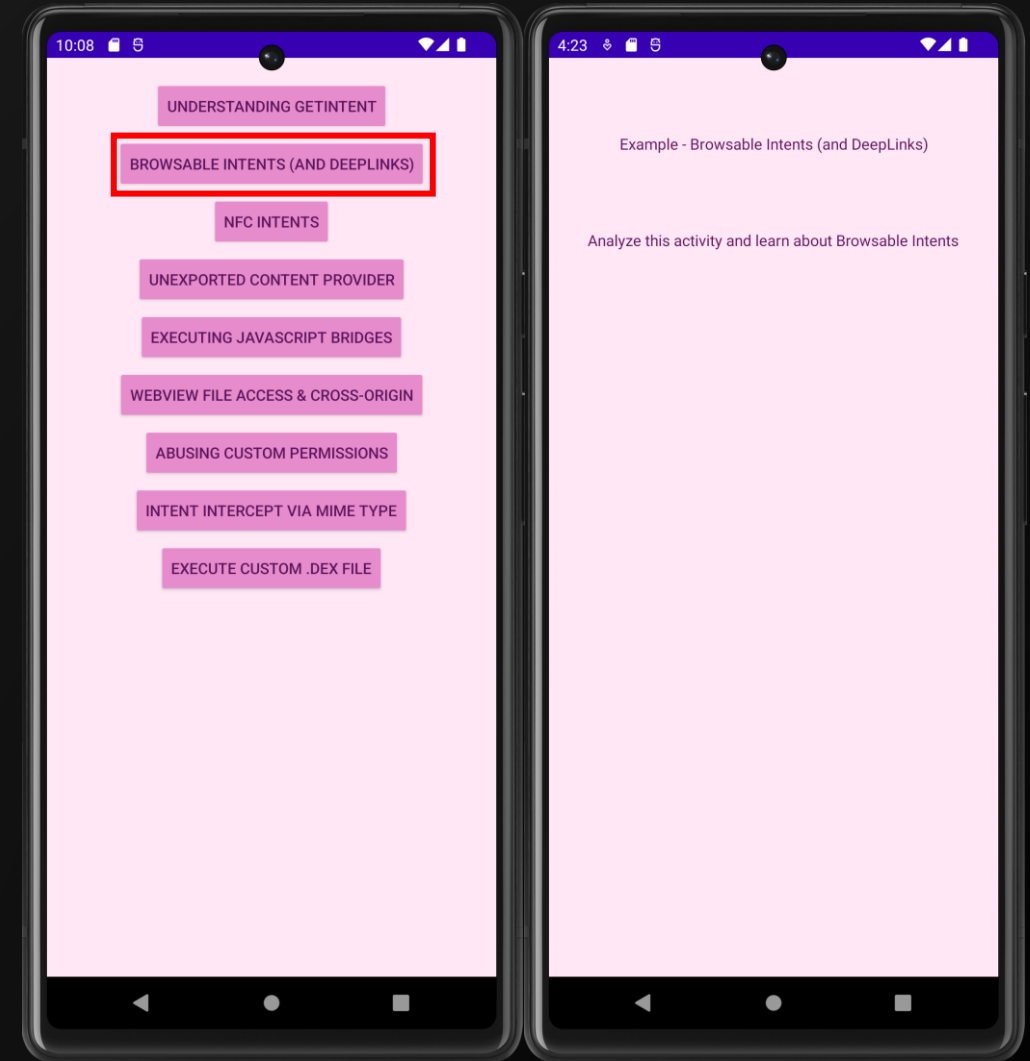 10:08
UNDERSTANDING GETINTENT
BROWSABLE INTENTS (AND DEEPLINKS)
NFC INTENTS
UNEXPORTED CONTENT PROVIDER
EXECUTING JAVASCRIPT BRIDGES
WEBVIEW FILE ACCESS & CROSS-ORIGIN
ABUSING CUSTOM PERMISSIONS
INTENT INTERCEPT VIA MIME TYPE
EXECUTE CUSTOM .DEX FILE
4:23
Example - Browsable Intents (and DeepLinks)
Analyze this activity and learn about Browsable Intents